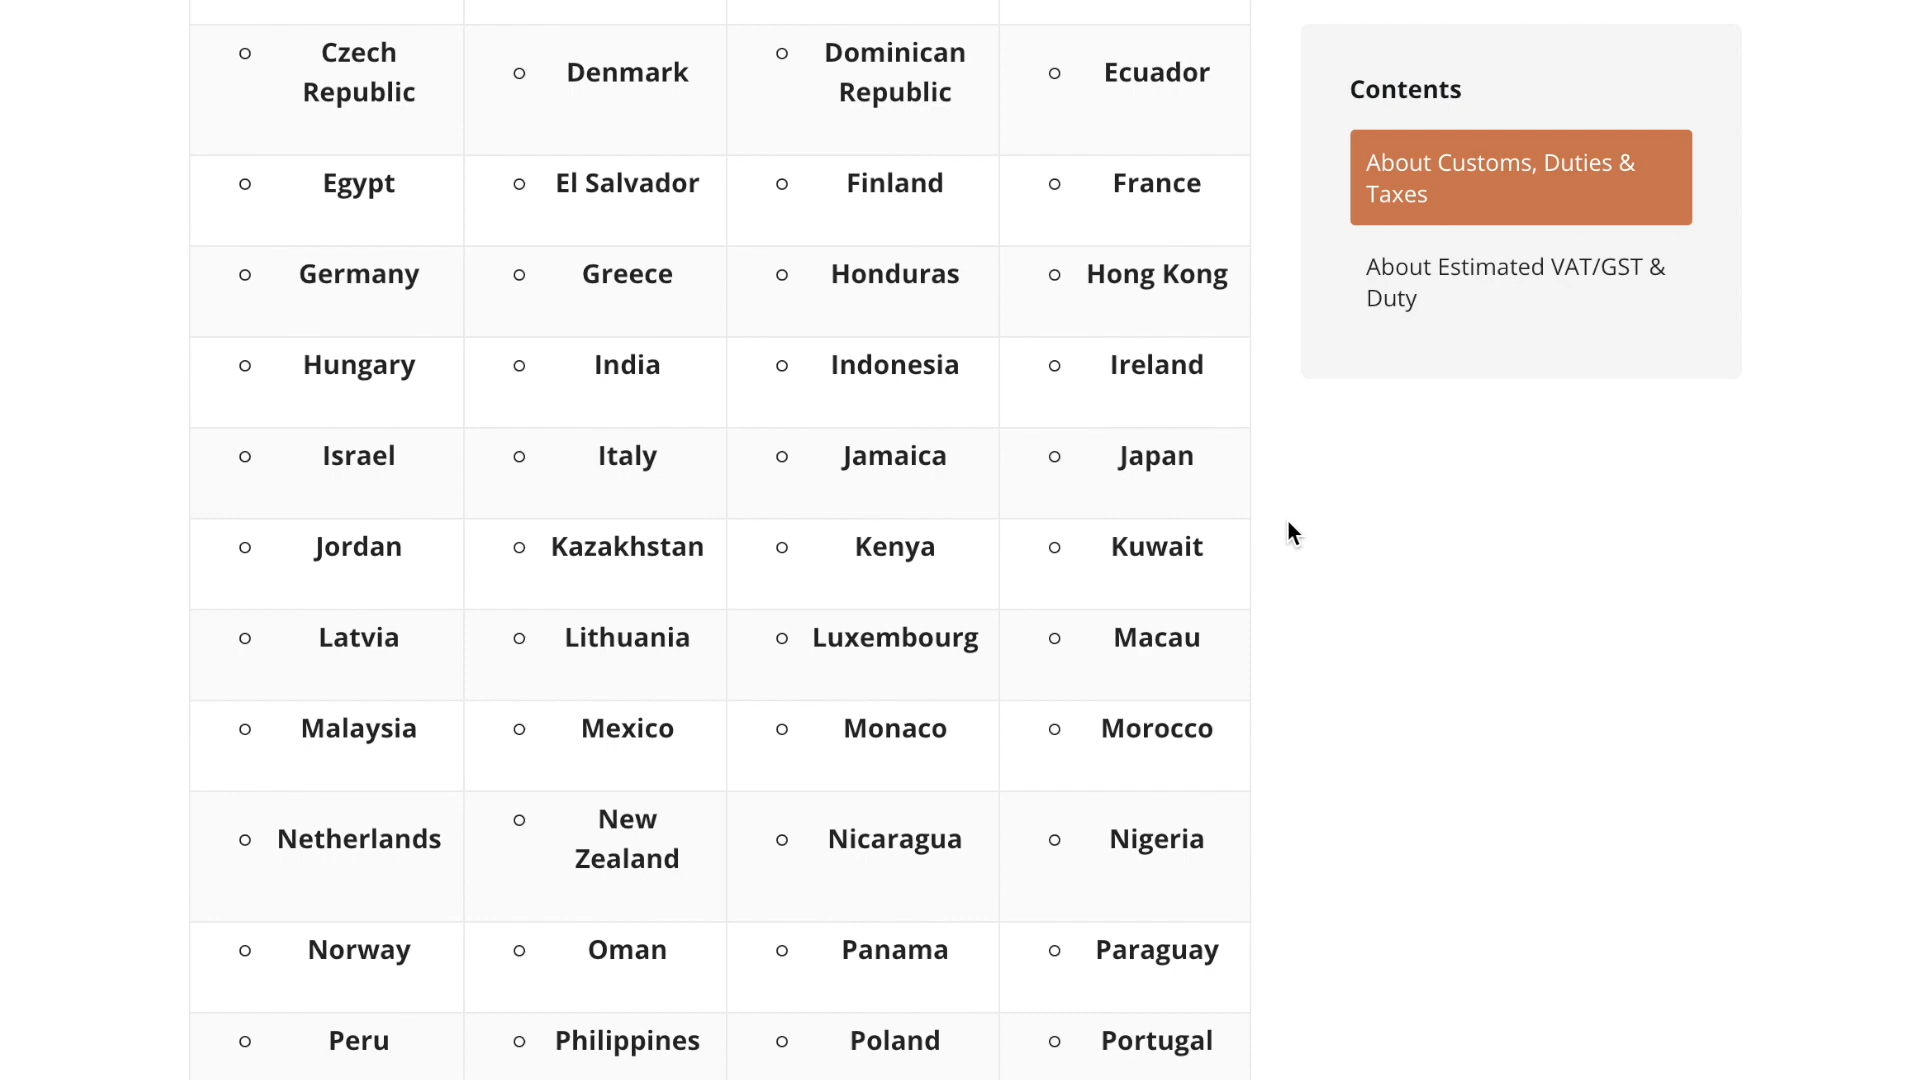 Czech
Republic
Denmark
Dominican
Republic
Ecuador
Egypt
El Salvador
Finland
France
Germany
Greece
Honduras
Hong Kong
Hungary
India
Indonesia
Ireland
Israel
Italy
Jamaica
Japan
Jordan
Kazakhstan
Kenya
Kuwait
Latvia
Lithuania
Luxembourg
Macau
Malaysia
Mexico
Monaco
Morocco
Netherlands
New
Zealand
Nicaragua
Nigeria
Norway
Oman
Panama
Paraguay
Peru
Philippines
Poland
Portugal
Contents
About Customs, Duties &
Taxes
About Estimated VAT/GST &
Duty